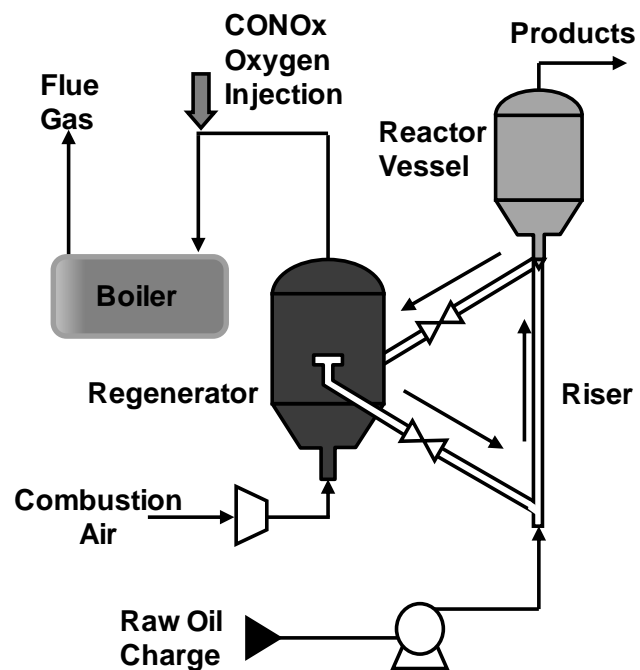 CONOx
Oxygen
Injection
Products
Flue
Gas
Reactor
Vessel
Boiler
Regenerator
Riser
Combustion
Air
Raw Oil
Charge